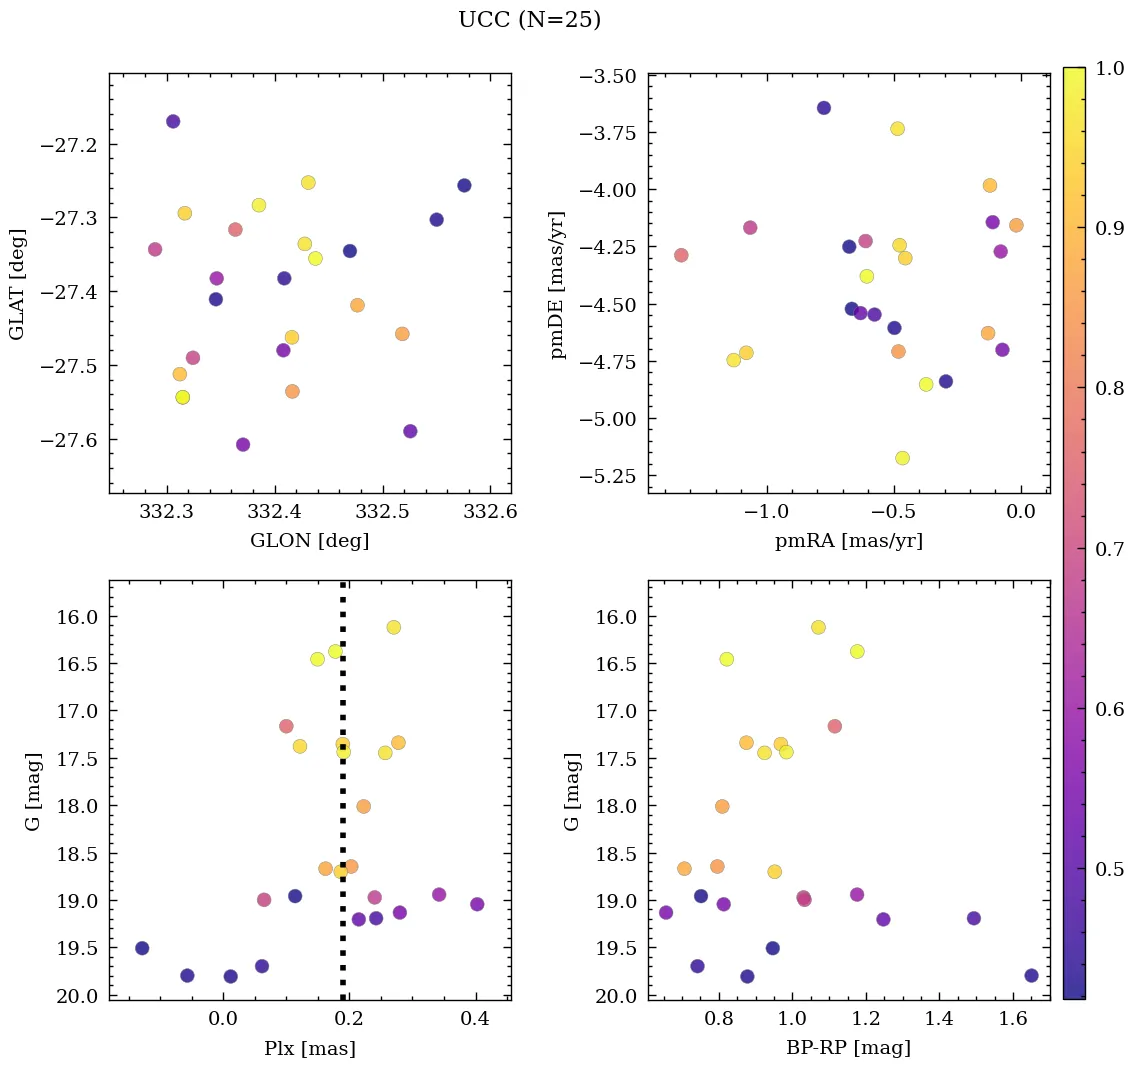 UCC (N=25)
−27.2
−27.3
−27.4
−27.5
−27.6
GLAT [deg]
332.3 332.4 332.5 332.6
GLON [deg]
−3.50
−3.75
−4.00
−4.25
−4.50
−4.75
−5.00
−5.25
pmDE [mas/yr]
−1.0 −0.5 0.0
pmRA [mas/yr]
16.0
16.5
17.0
17.5
18.0
18.5
19.0
19.5
20.0
G [mag]
0.0 0.2 0.4
Plx [mas]
16.0
16.5
17.0
17.5
18.0
18.5
19.0
19.5
20.0
G [mag]
0.8 1.0 1.2 1.4 1.6
BP-RP [mag]
1.0
0.9
0.8
0.7
0.6
0.5